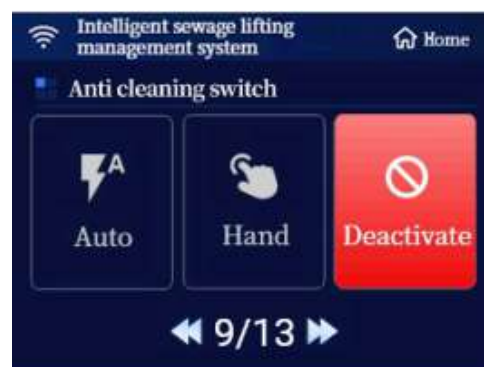 Intelligent sewage lifting
management system
Home
Anti cleaning switch
A
Auto
Hand
Deactivate
9/13